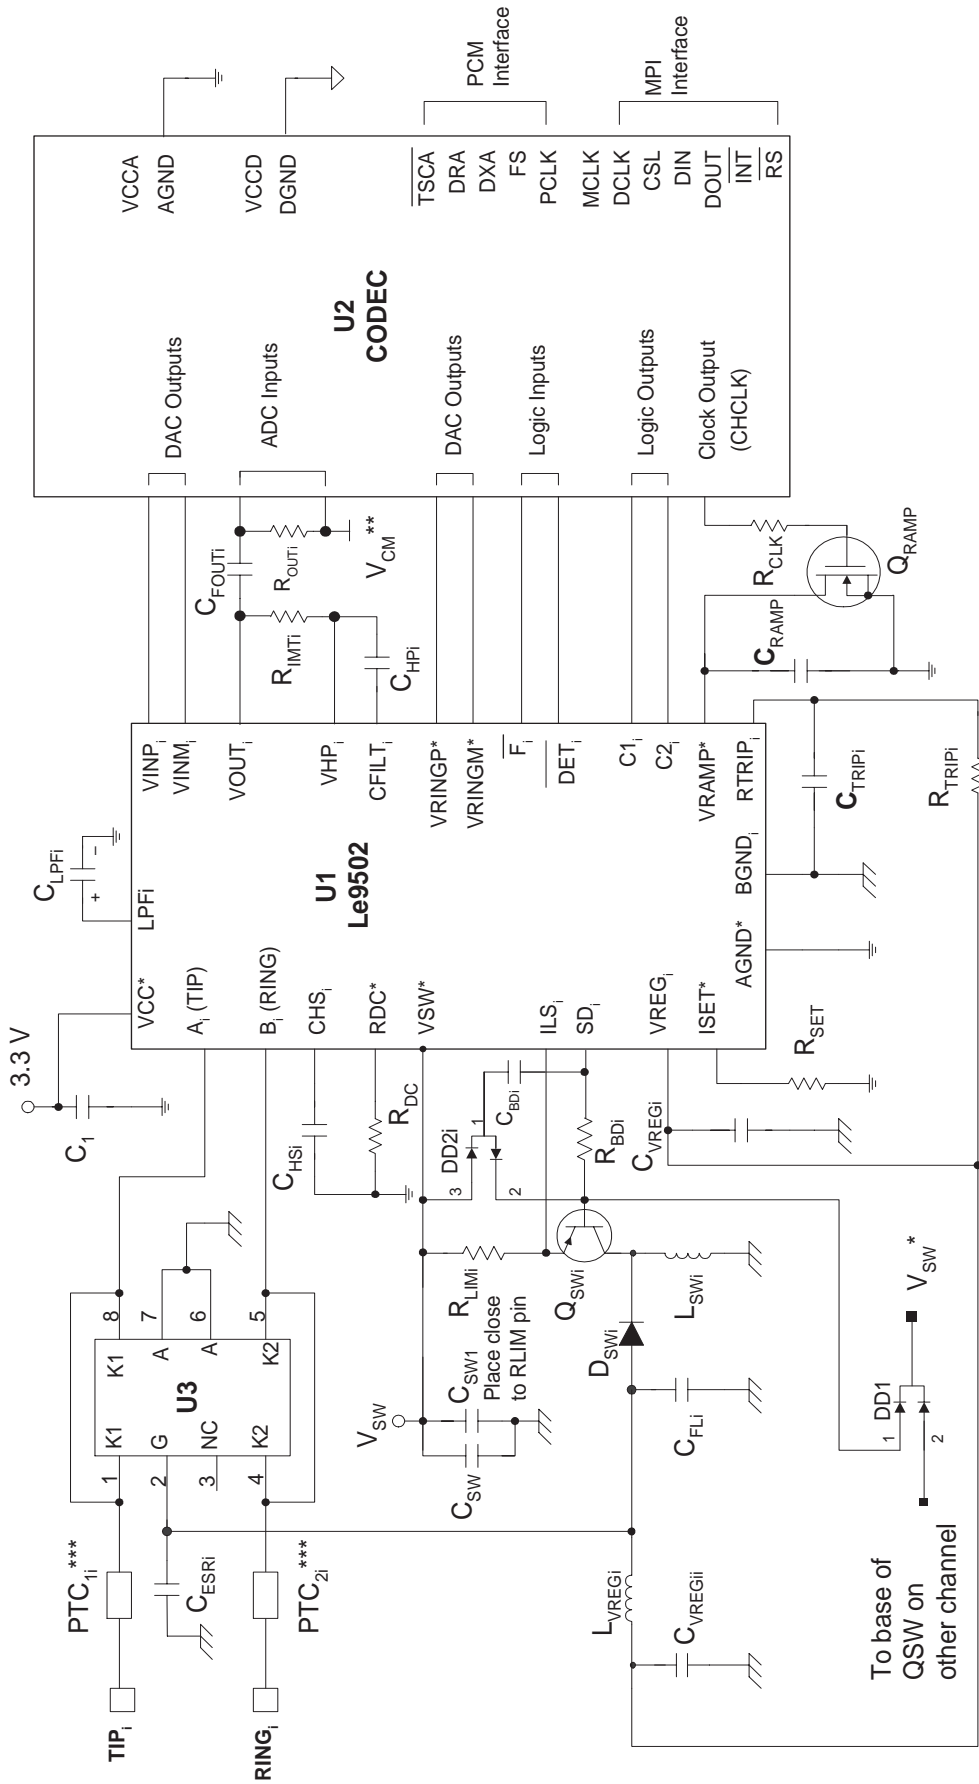 TIPi
RINGi
PTC1i***
PTC2i***
CESRi
U3
K1
G
NC
K2
1
2
3
4
K1
A
A
K2
8
7
6
5
3.3 V
C1
CLPFi
+
–
CHSi
RDC
VSW
CSW
CSW1
Place close
to RLIM pin
RLIMi
DD2i
3
1
2
CBDi
RBDi
QSWi
DSWi
LSWi
CFLi
LVREGi
CVREGii
CVREGi
RSET
DD1
1
2
VSW*
To base of
QSW on
other channel
U1
Le9502
VCC*
LPFi
Ai (TIP)
Bi (RING)
CHSi
RDC*
VSW*
ILSi
SDi
VREGi
ISET*
AGND*
BGNDi
VINPi
VINMi
VOUTi
VHPi
CFILTi
VRINGP*
VRINGM*
Fi
DETi
C1i
C2i
VRAMP*
RTRIPi
CFOUTi
ROUTi
RIMTi
CHPi
VCM**
RCLK
QRAMP
CRAMP
CTRIPi
RTRIPi
U2
CODEC
DAC Outputs
ADC Inputs
DAC Outputs
Logic Inputs
Logic Outputs
Clock Output
(CHCLK)
VCCA
AGND
VCCD
DGND
TSCA
DRA
DXA
FS
PCLK
MCLK
DCLK
CSL
DIN
DOUT
INT
RS
PCM
Interface
MPI
Interface